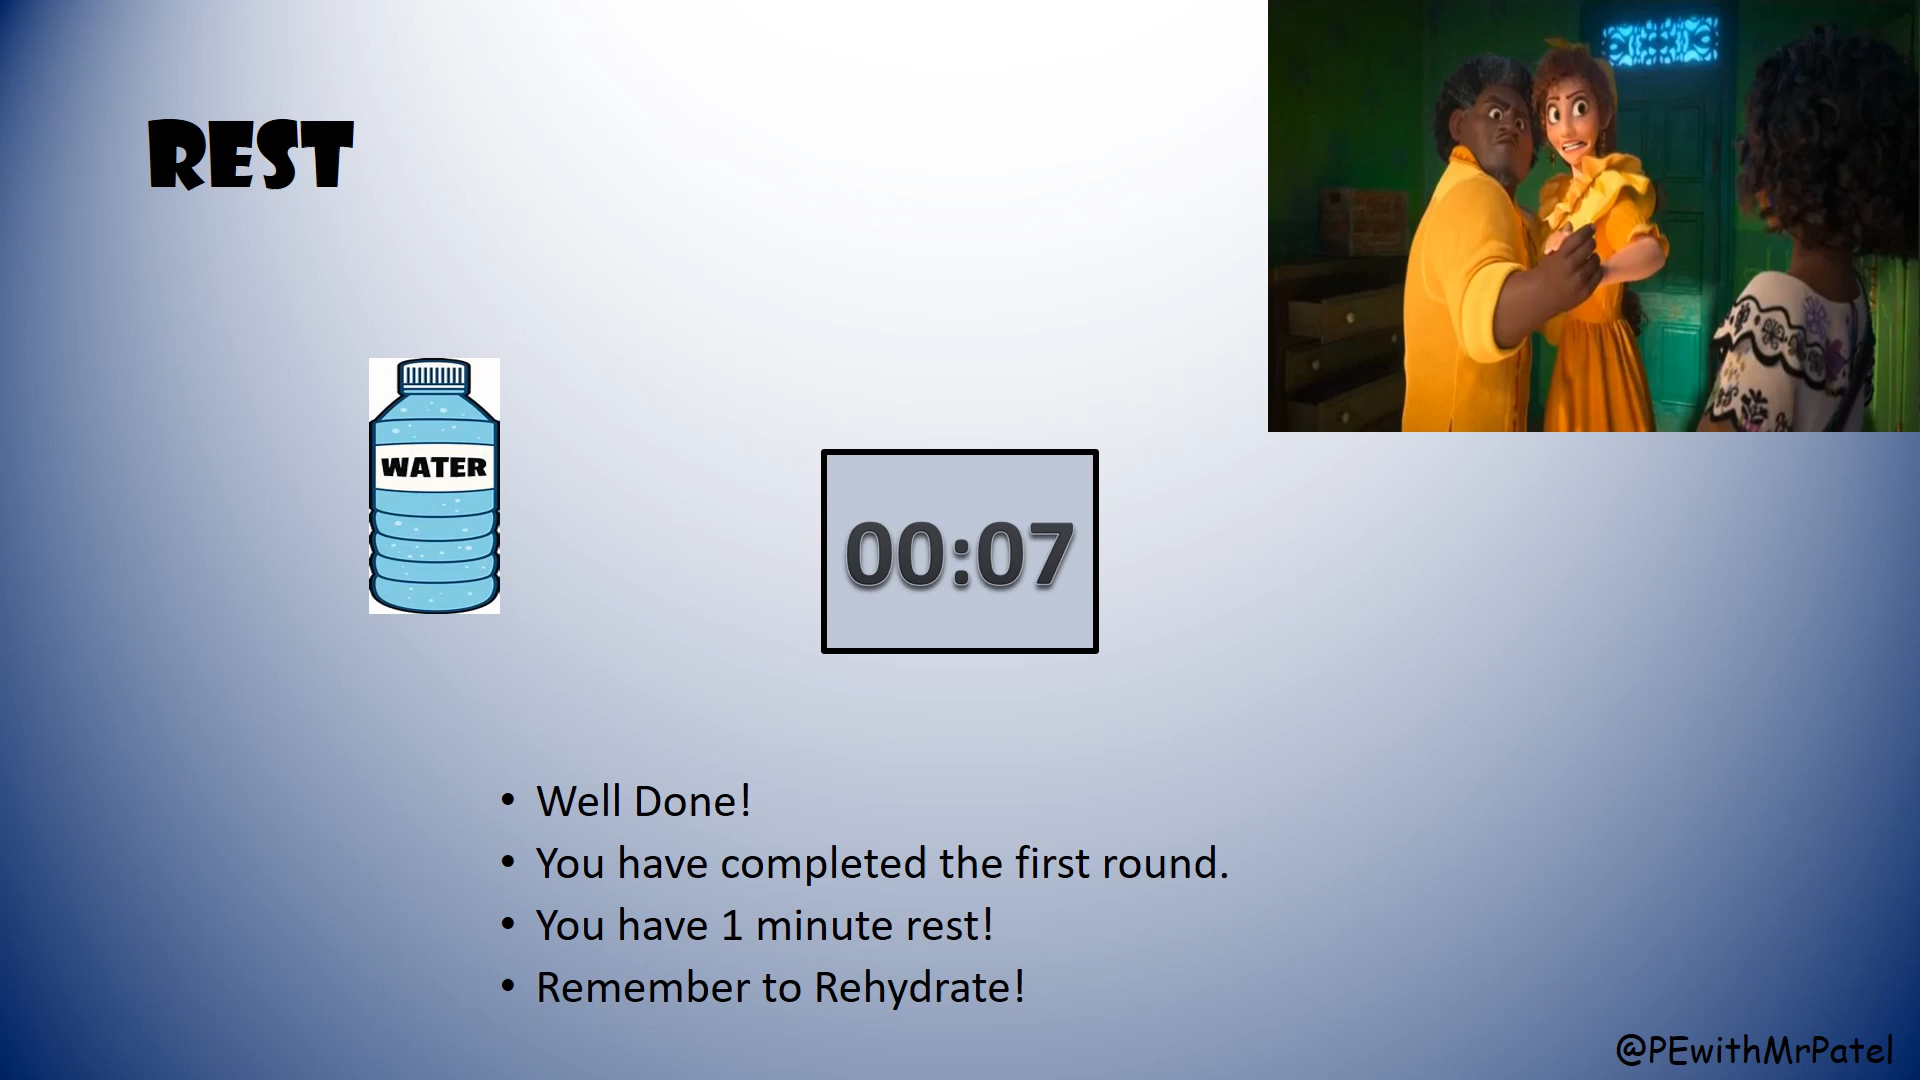 REST
WATER
00:07
• Well Done!
• You have completed the first round.
• You have 1 minute rest!
• Remember to Rehydrate!
@PEwithMrPatel